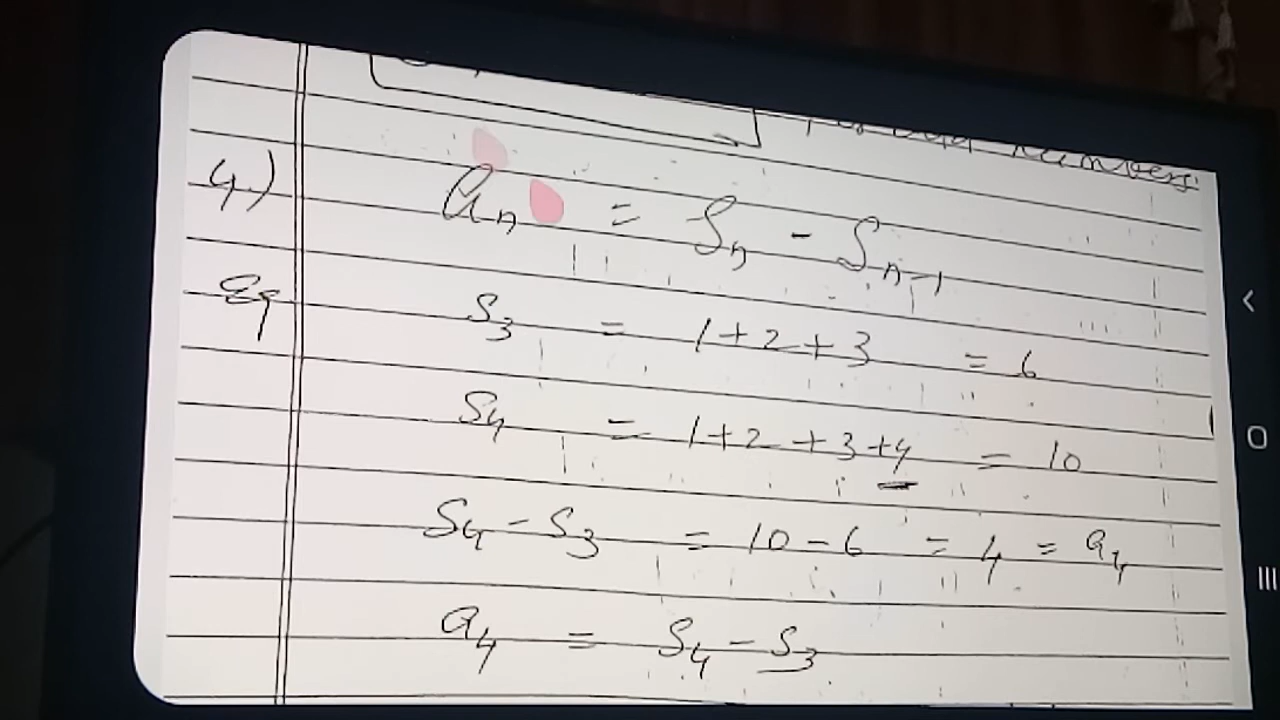 numbers.
4.) aₙ = Sₙ - Sₙ₋₁
Eg S₃ = 1+2+3 = 6
S₄ = 1+2+3+4 = 10
S₄ - S₃ = 10 - 6 = 4 = a₄
a₄ = S₄ - S₃